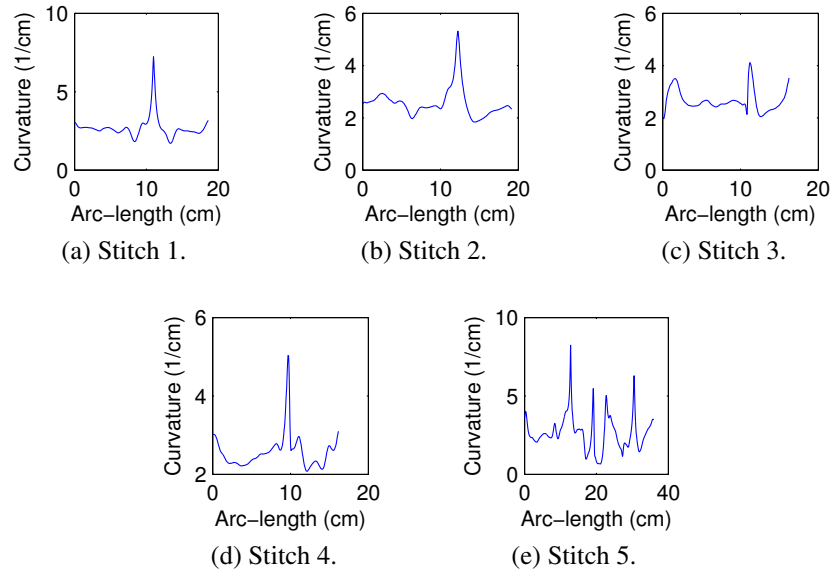 10
5
0
0 10 20
Curvature (1/cm)
Arc−length (cm)
(a) Stitch 1.
6
4
2
0
0 10 20
Curvature (1/cm)
Arc−length (cm)
(b) Stitch 2.
6
4
2
0
0 10 20
Curvature (1/cm)
Arc−length (cm)
(c) Stitch 3.
6
4
2
0 10 20
Curvature (1/cm)
Arc−length (cm)
(d) Stitch 4.
10
5
0
0 20 40
Curvature (1/cm)
Arc−length (cm)
(e) Stitch 5.